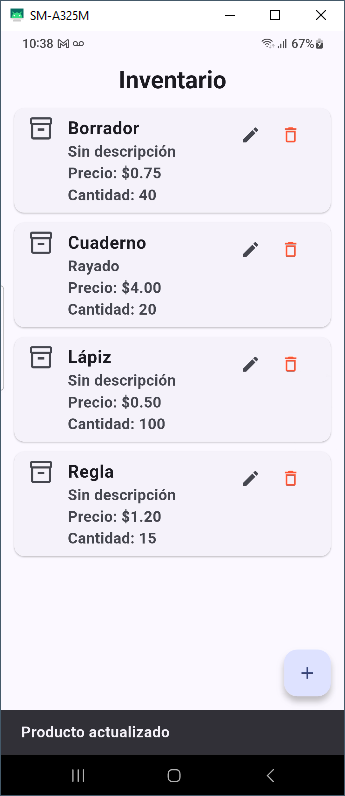 SM-A325M
10:38
67%
Inventario
Borrador
Sin descripción
Precio: $0.75
Cantidad: 40
Cuaderno
Rayado
Precio: $4.00
Cantidad: 20
Lápiz
Sin descripción
Precio: $0.50
Cantidad: 100
Regla
Sin descripción
Precio: $1.20
Cantidad: 15
Producto actualizado